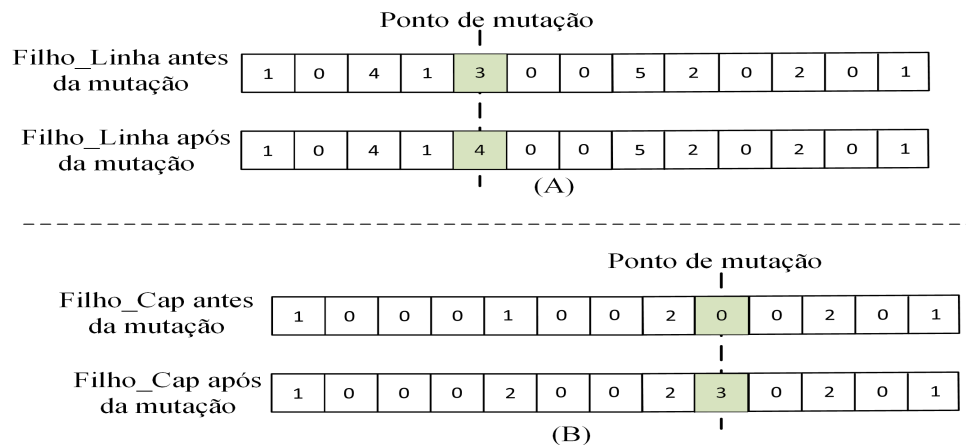 Ponto de mutação
Filho_Linha antes
da mutação
1 0 4 1 3 0 0 5 2 0 2 0 1
Filho_Linha após
da mutação
1 0 4 1 4 0 0 5 2 0 2 0 1
(A)
Ponto de mutação
Filho_Cap antes
da mutação
1 0 0 0 1 0 0 2 0 0 2 0 1
Filho_Cap após
da mutação
1 0 0 0 2 0 0 2 3 0 2 0 1
(B)